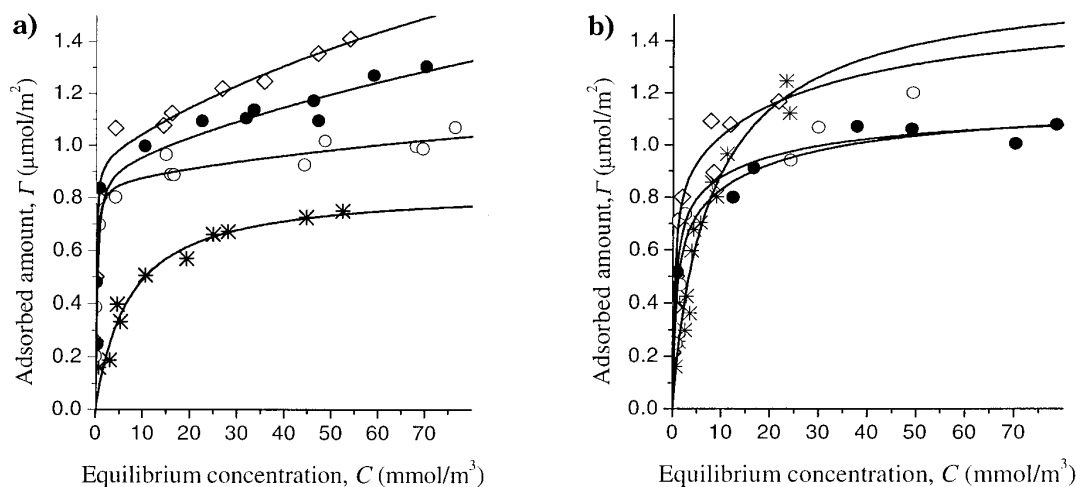 a)
Adsorbed amount, Γ (μmol/m²)
1.4
1.2
1.0
0.8
0.6
0.4
0.2
0.0
0 10 20 30 40 50 60 70
Equilibrium concentration, C (mmol/m³)
b)
Adsorbed amount, Γ (μmol/m²)
1.4
1.2
1.0
0.8
0.6
0.4
0.2
0.0
0 10 20 30 40 50 60 70
Equilibrium concentration, C (mmol/m³)